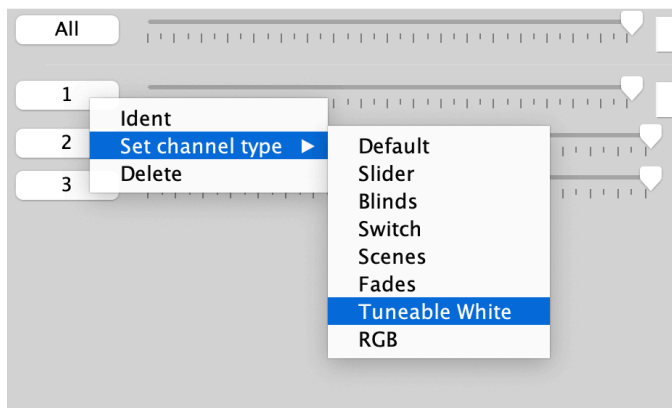 All
1
Ident
2
Set channel type
Delete
3
Default
Slider
Blinds
Switch
Scenes
Fades
Tuneable White
RGB